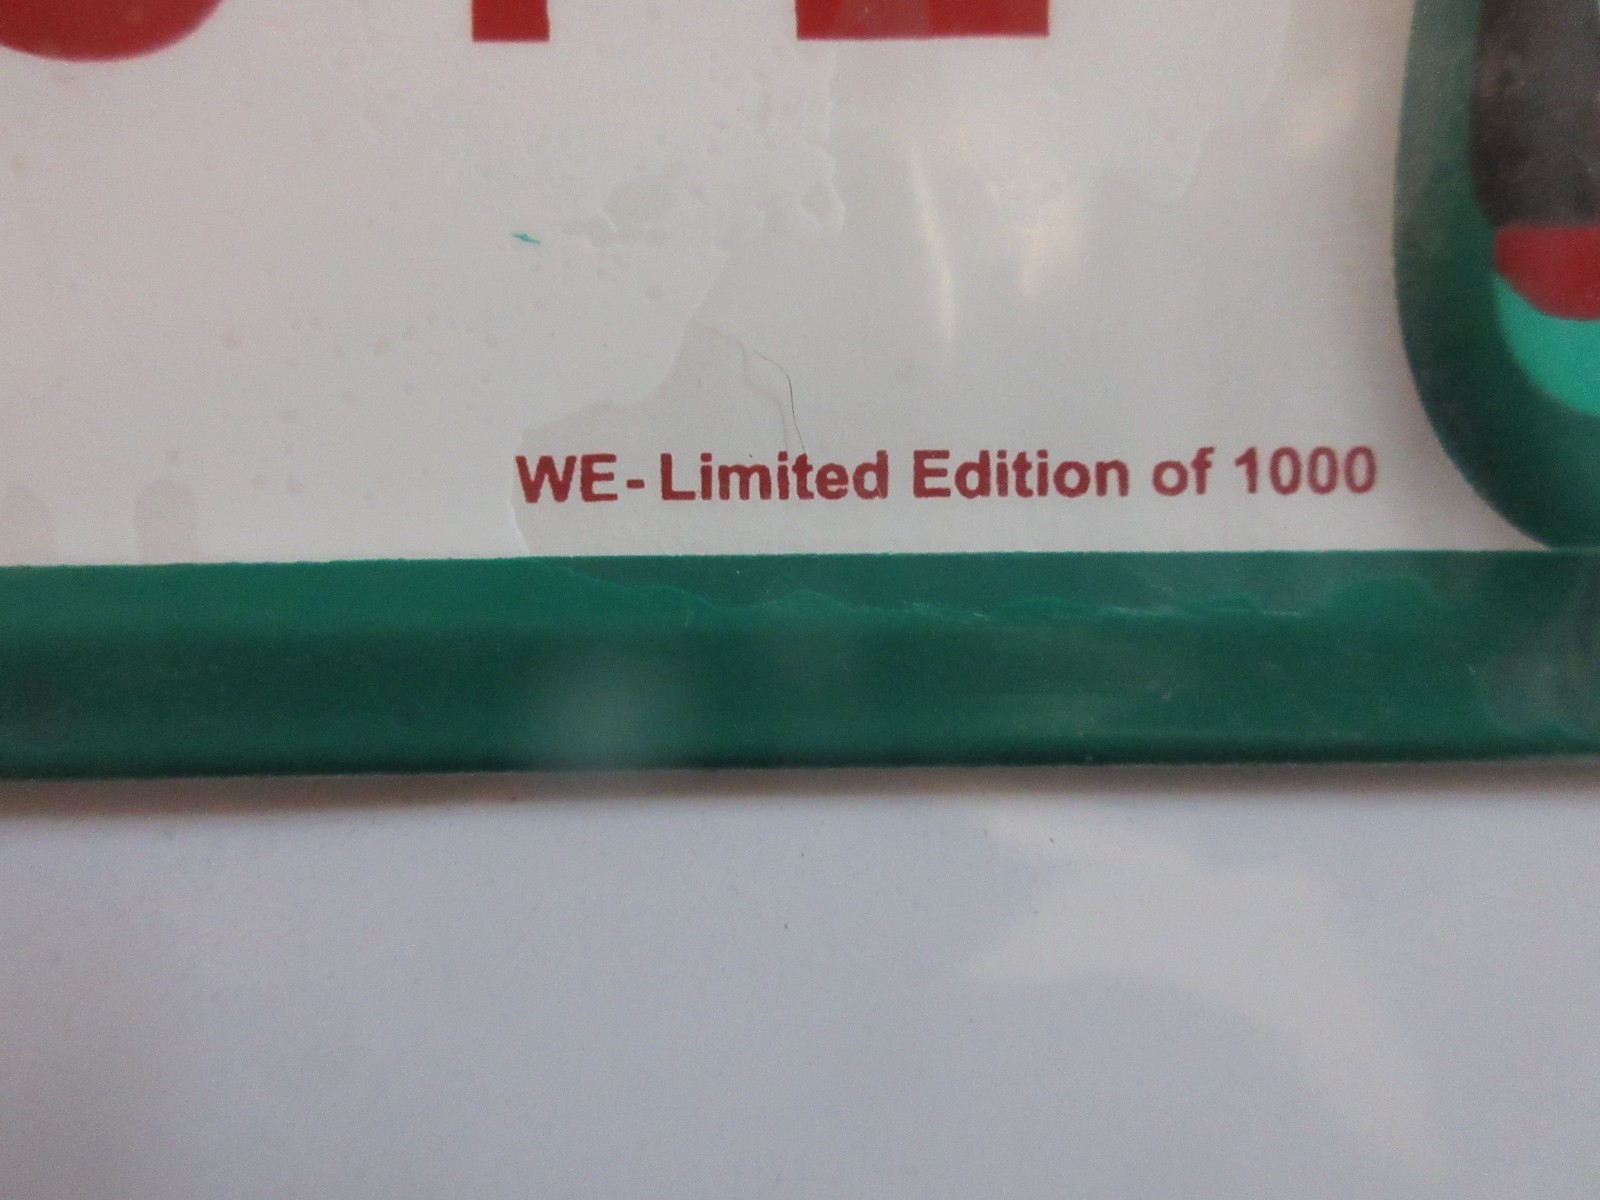 WE- Limited Edition of 1000